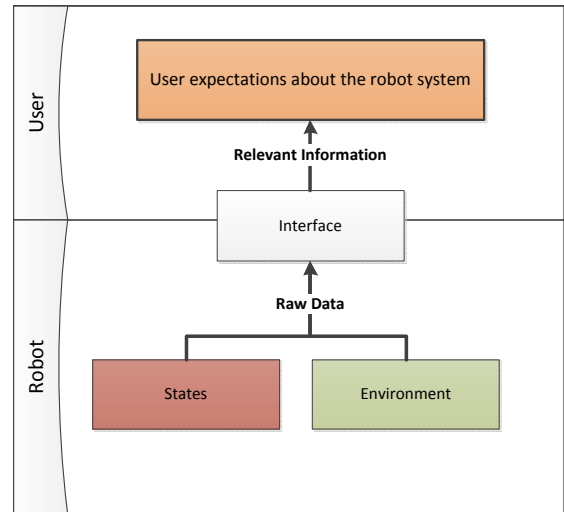 User
User expectations about the robot system
Relevant Information
Interface
Robot
Raw Data
States
Environment